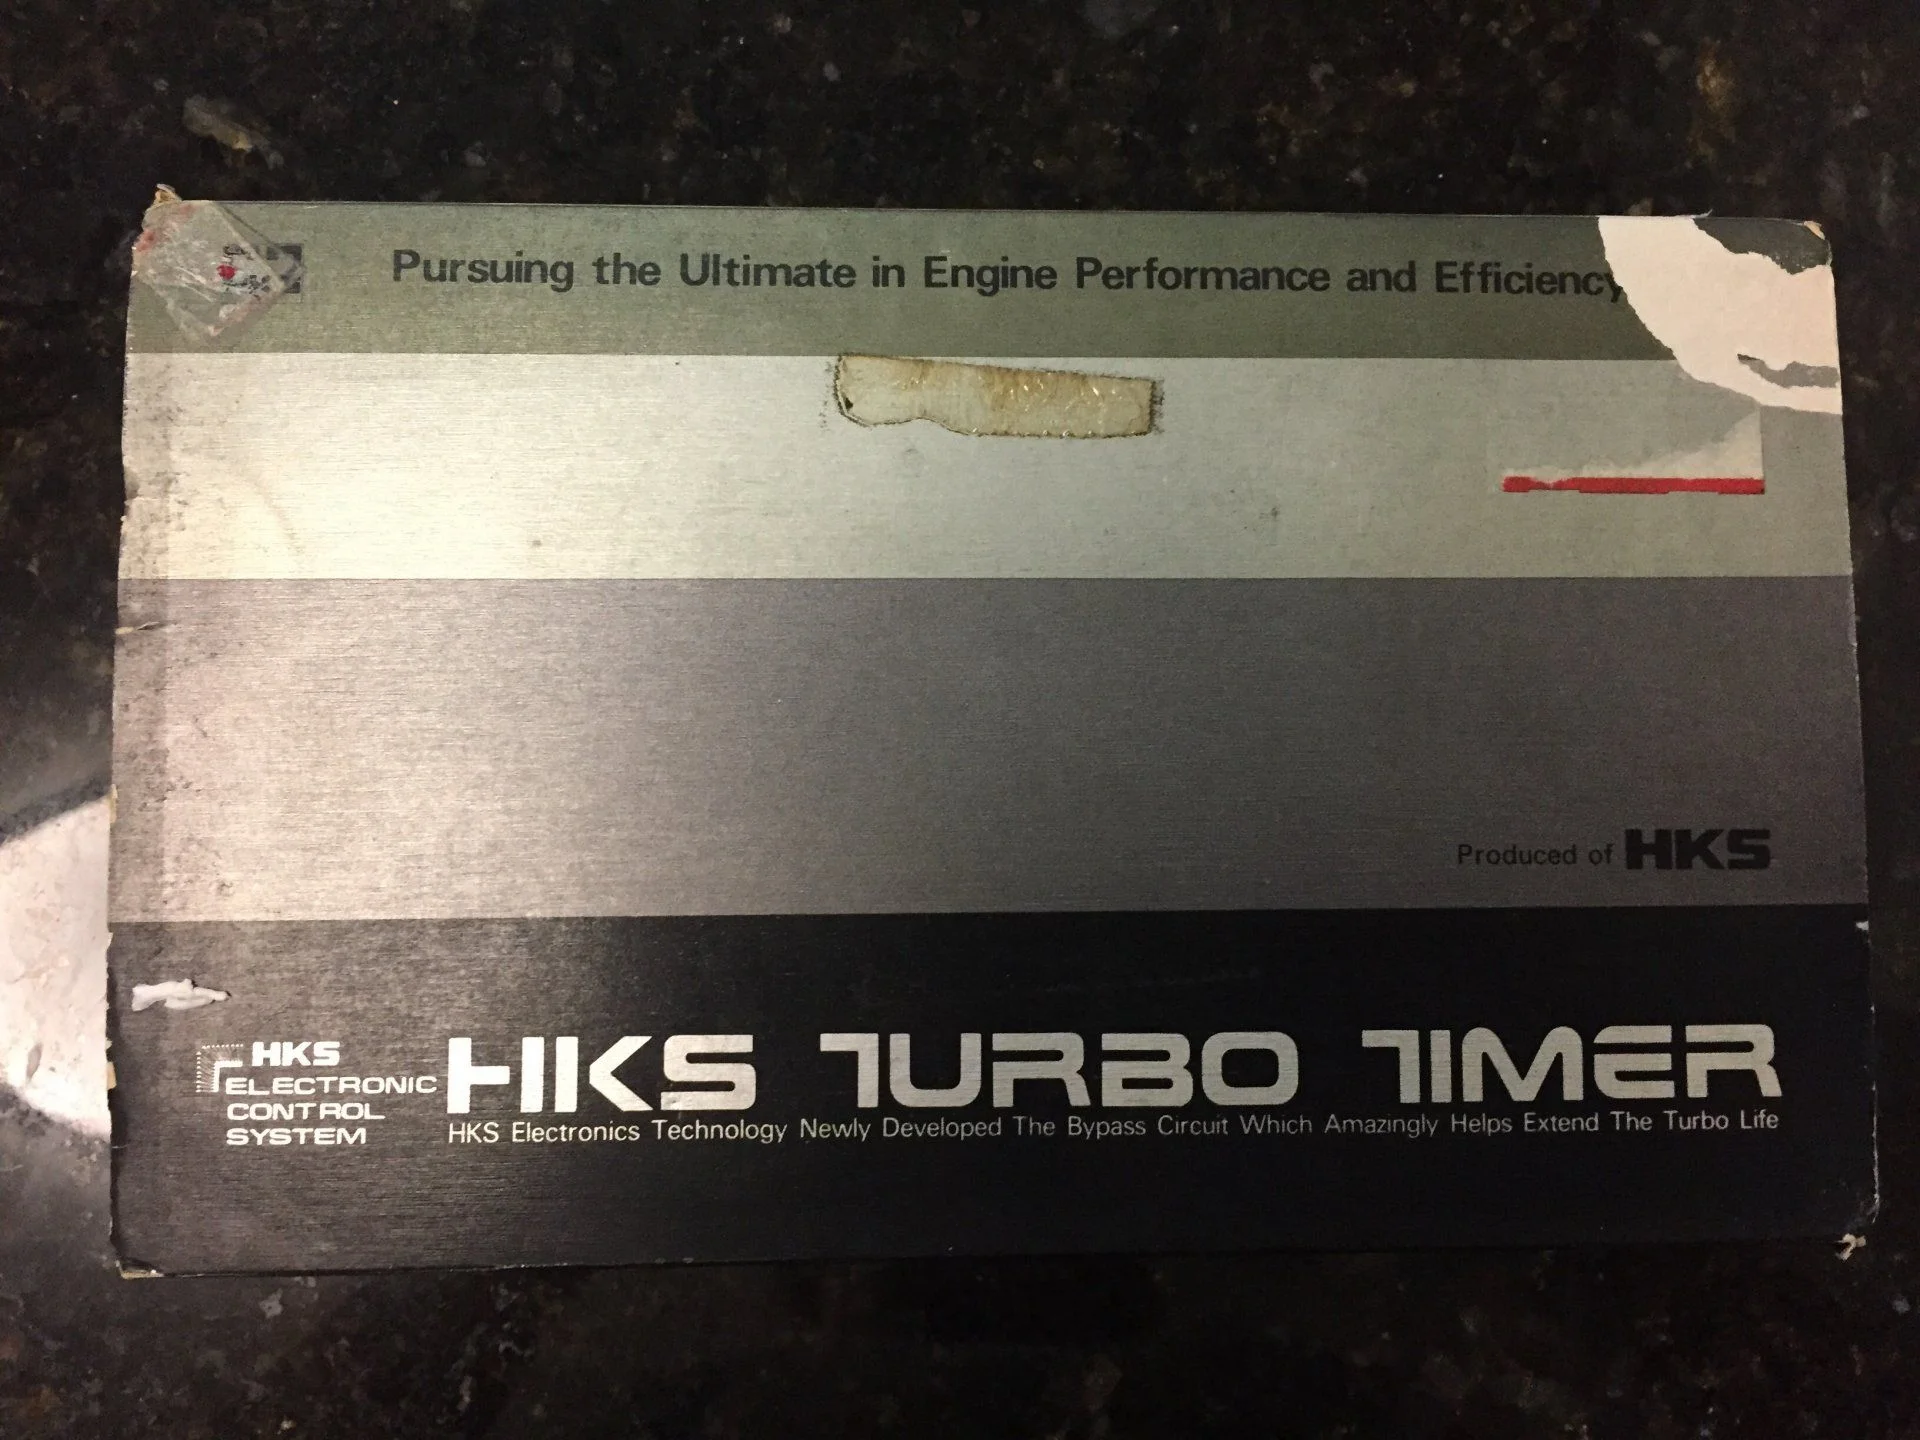 Pursuing the Ultimate in Engine Performance and Efficiency
Produced of HKS
HKS
ELECTRONIC
CONTROL
SYSTEM
HKS TURBO TIMER
HKS Electronics Technology Newly Developed The Bypass Circuit Which Amazingly Helps Extend The Turbo Life